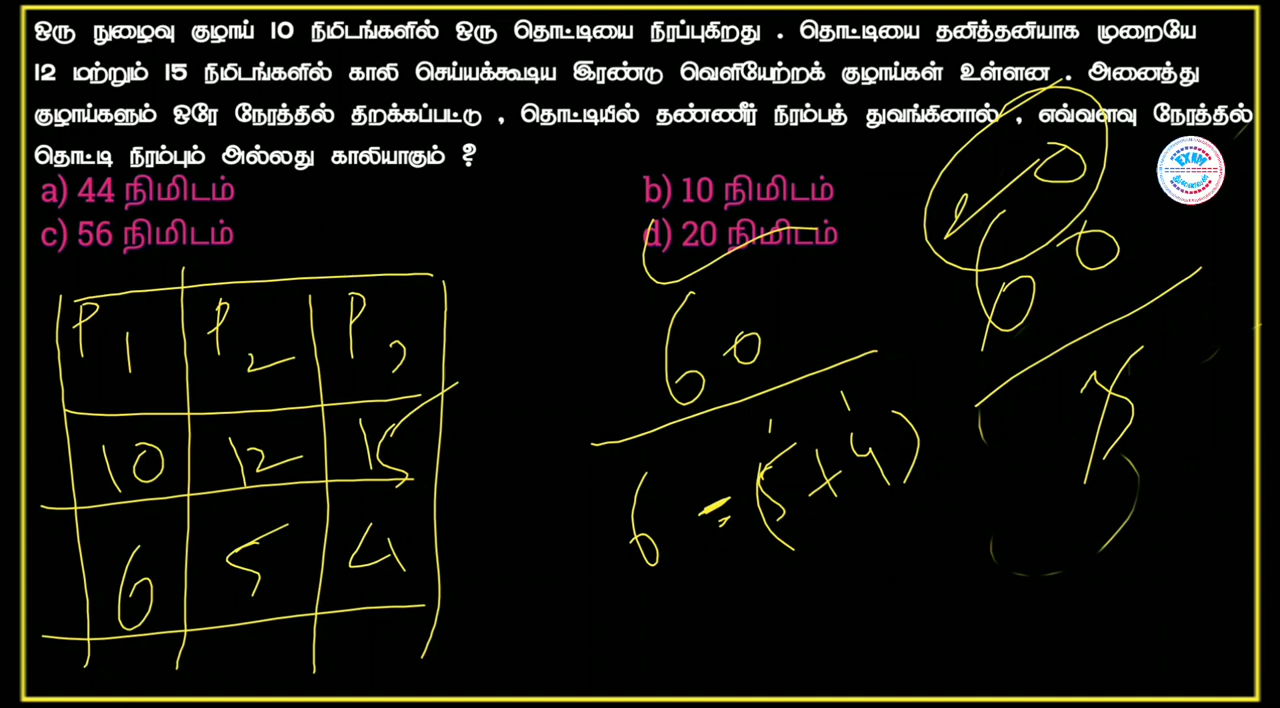 ஒரு நுழைவு குழாய் 10 நிமிடங்களில் ஒரு தொட்டியை நிரப்புகிறது . தொட்டியை தனித்தனியாக முறையே
12 மற்றும் 15 நிமிடங்களில் காலி செய்யக்கூடிய இரண்டு வெளியேற்றக் குழாய்கள் உள்ளன . அனைத்து
குழாய்களும் ஒரே நேரத்தில் திறக்கப்பட்டு , தொட்டியில் தண்ணீர் நிரம்பத் துவங்கினால் , எவ்வளவு நேரத்தில்
தொட்டி நிரம்பும் அல்லது காலியாகும் ?
EXAM
a) 44 நிமிடம்
b) 10 நிமிடம்
c) 56 நிமிடம்
d) 20 நிமிடம்
P1 P2 P3
10 12 15
6 5 4
60
6 - (5 + 4)
20
60
3